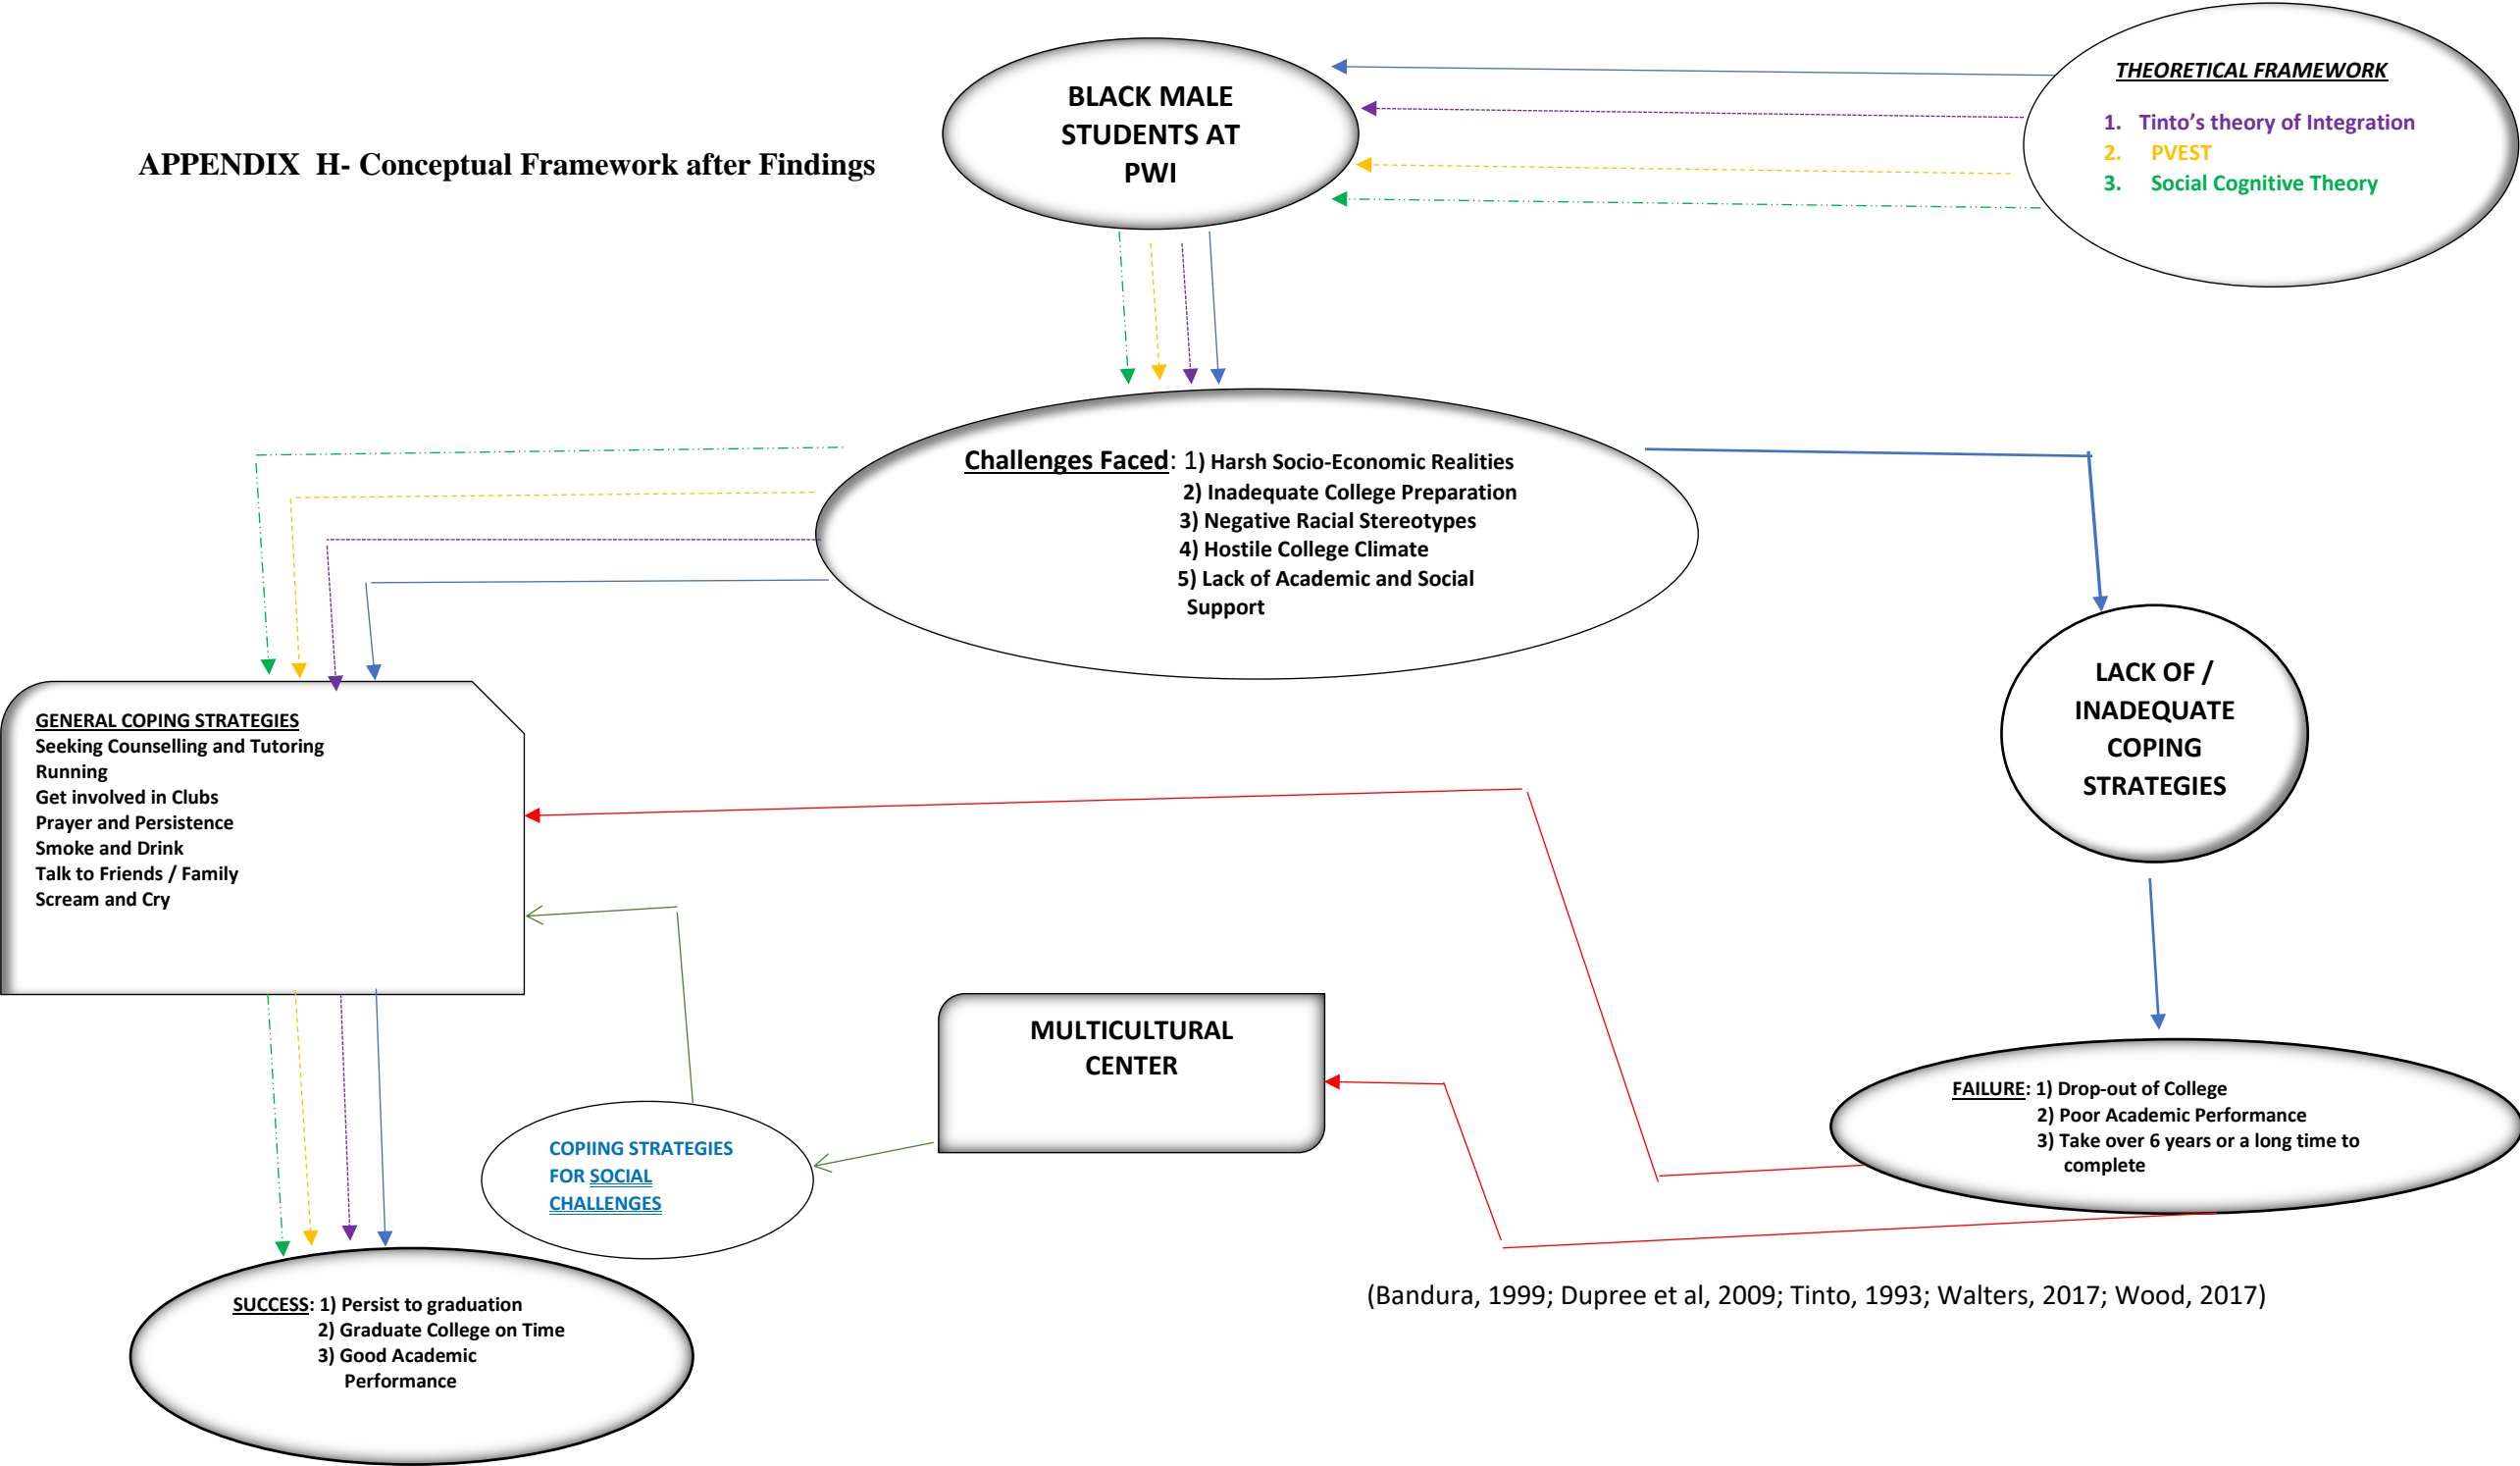 APPENDIX H- Conceptual Framework after Findings
BLACK MALE
STUDENTS AT
PWI
THEORETICAL FRAMEWORK
1. Tinto’s theory of Integration
2. PVEST
3. Social Cognitive Theory
Challenges Faced: 1) Harsh Socio-Economic Realities
2) Inadequate College Preparation
3) Negative Racial Stereotypes
4) Hostile College Climate
5) Lack of Academic and Social
Support
LACK OF /
INADEQUATE
COPING
STRATEGIES
GENERAL COPING STRATEGIES
Seeking Counselling and Tutoring
Running
Get involved in Clubs
Prayer and Persistence
Smoke and Drink
Talk to Friends / Family
Scream and Cry
MULTICULTURAL
CENTER
FAILURE: 1) Drop-out of College
2) Poor Academic Performance
3) Take over 6 years or a long time to
complete
COPIING STRATEGIES
FOR SOCIAL
CHALLENGES
SUCCESS: 1) Persist to graduation
2) Graduate College on Time
3) Good Academic
Performance
(Bandura, 1999; Dupree et al, 2009; Tinto, 1993; Walters, 2017; Wood, 2017)